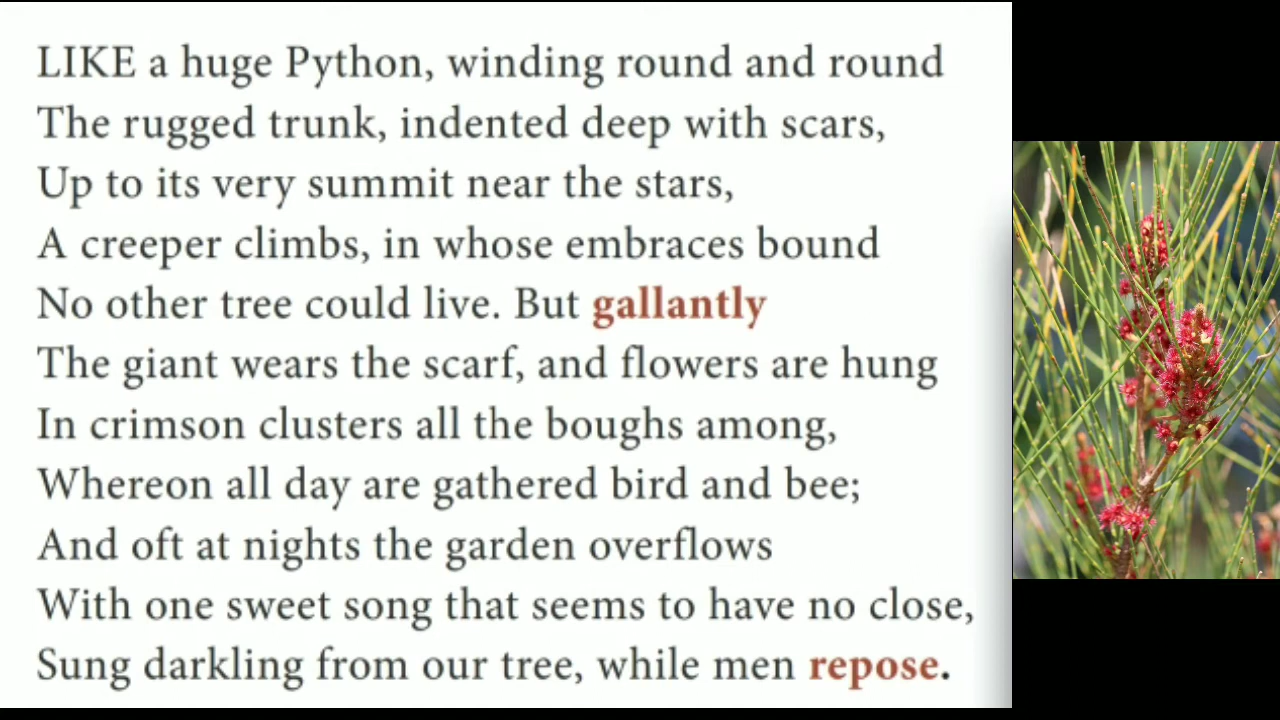 LIKE a huge Python, winding round and round
The rugged trunk, indented deep with scars,
Up to its very summit near the stars,
A creeper climbs, in whose embraces bound
No other tree could live. But gallantly
The giant wears the scarf, and flowers are hung
In crimson clusters all the boughs among,
Whereon all day are gathered bird and bee;
And oft at nights the garden overflows
With one sweet song that seems to have no close,
Sung darkling from our tree, while men repose.